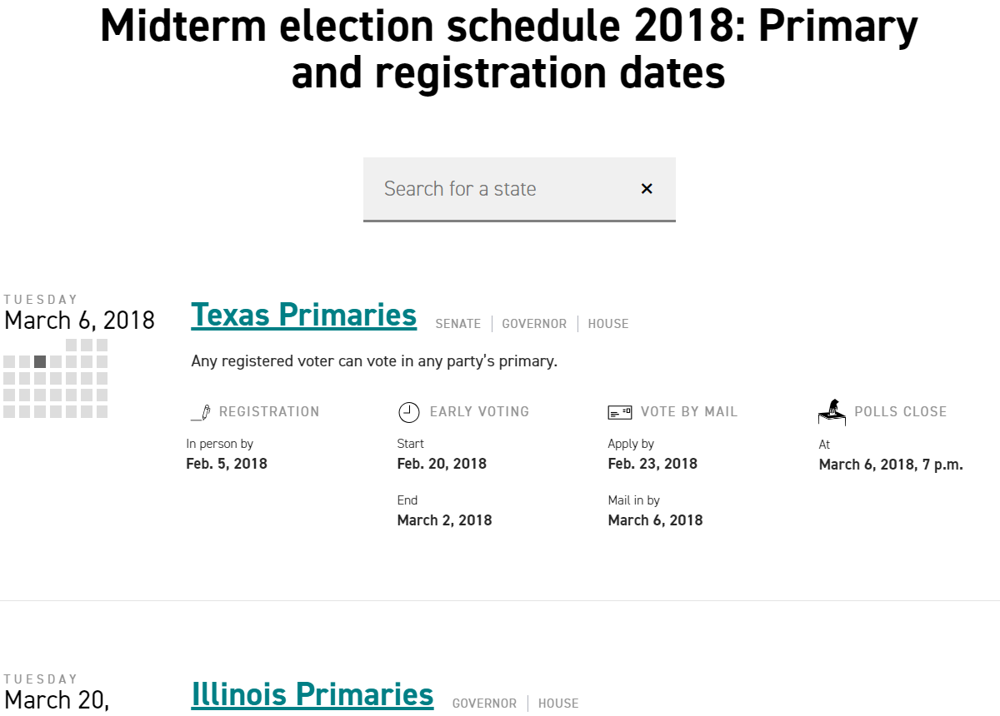 Midterm election schedule 2018: Primary
and registration dates
Search for a state
TUESDAY
March 6, 2018
Texas Primaries SENATE GOVERNOR HOUSE
Any registered voter can vote in any party's primary.
REGISTRATION
In person by
Feb. 5, 2018
EARLY VOTING
Start
Feb. 20, 2018
End
March 2, 2018
VOTE BY MAIL
Apply by
Feb. 23, 2018
Mail in by
March 6, 2018
POLLS CLOSE
At
March 6, 2018, 7 p.m.
TUESDAY
March 20,
Illinois Primaries GOVERNOR HOUSE